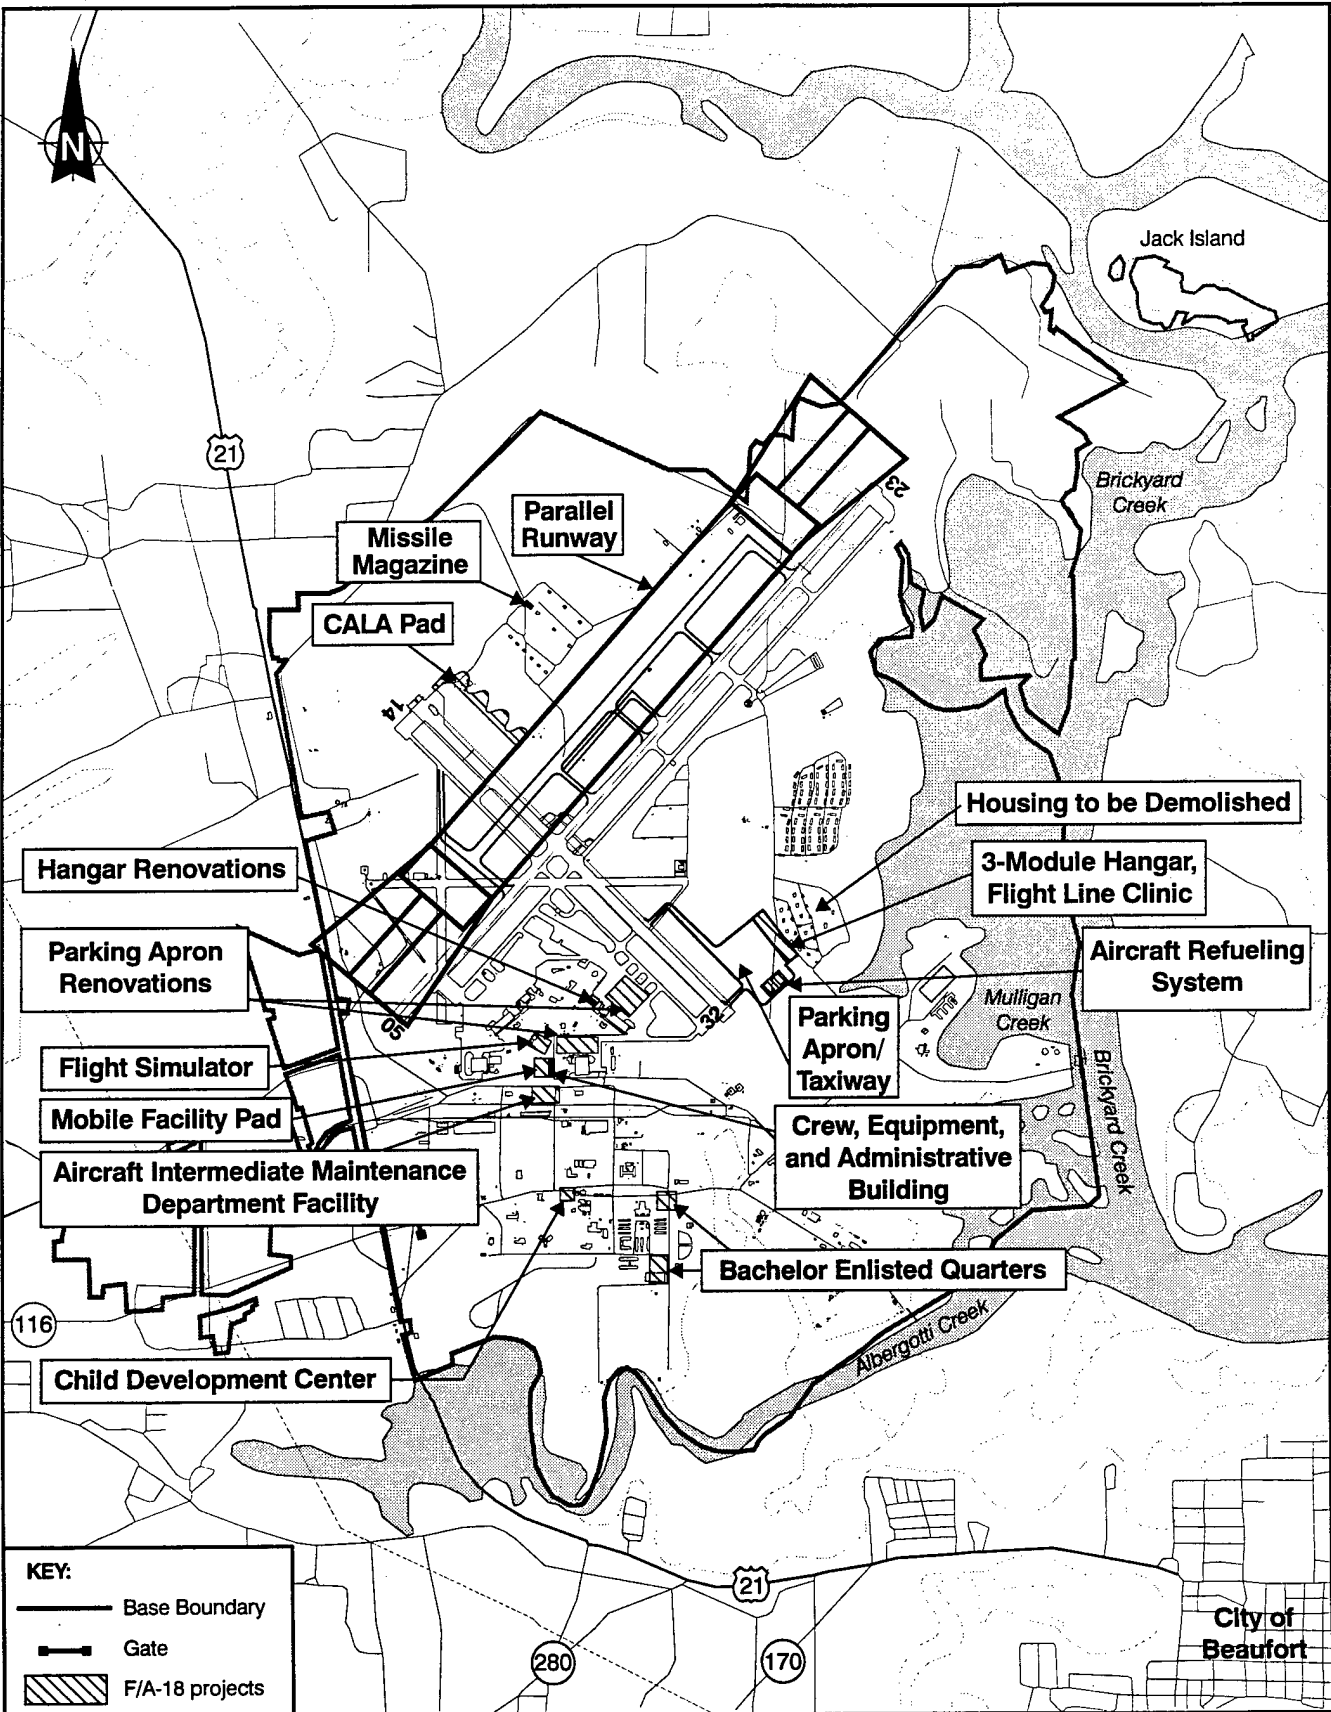 N
Jack Island
21
23
Brickyard
Creek
Parallel
Runway
Missile
Magazine
CALA Pad
14
Housing to be Demolished
Hangar Renovations
3-Module Hangar,
Flight Line Clinic
Parking Apron
Renovations
Aircraft Refueling
System
Mulligan
Creek
Parking
Apron/
Taxiway
05
32
Flight Simulator
Mobile Facility Pad
Brickyard Creek
Crew, Equipment,
and Administrative
Building
Aircraft Intermediate Maintenance
Department Facility
Bachelor Enlisted Quarters
116
Albergotti Creek
Child Development Center
KEY:
Base Boundary
Gate
F/A-18 projects
21
280
170
City of
Beaufort